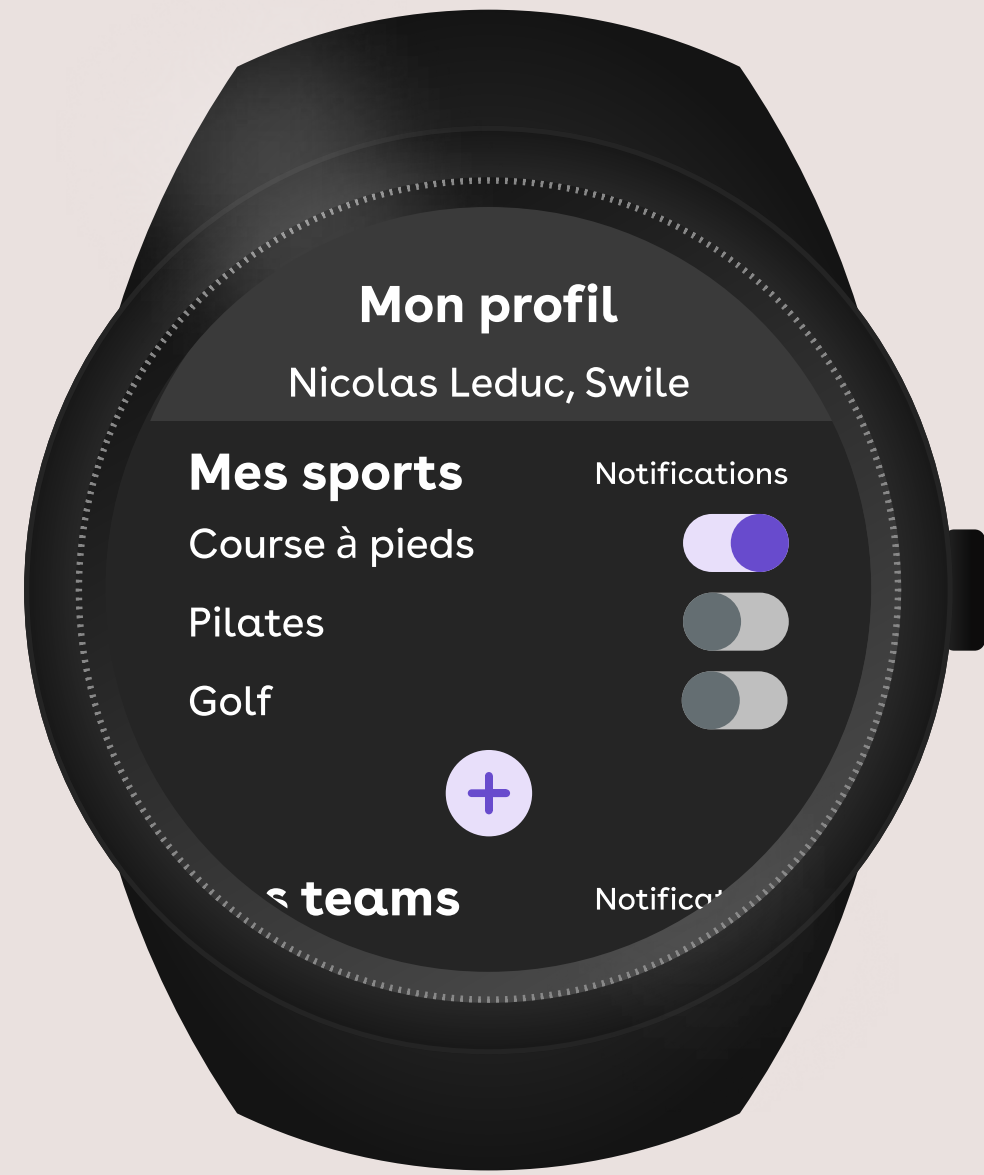 Mon profil
Nicolas Leduc, Swile
Mes sports Notifications
Course à pieds
Pilates
Golf
teams